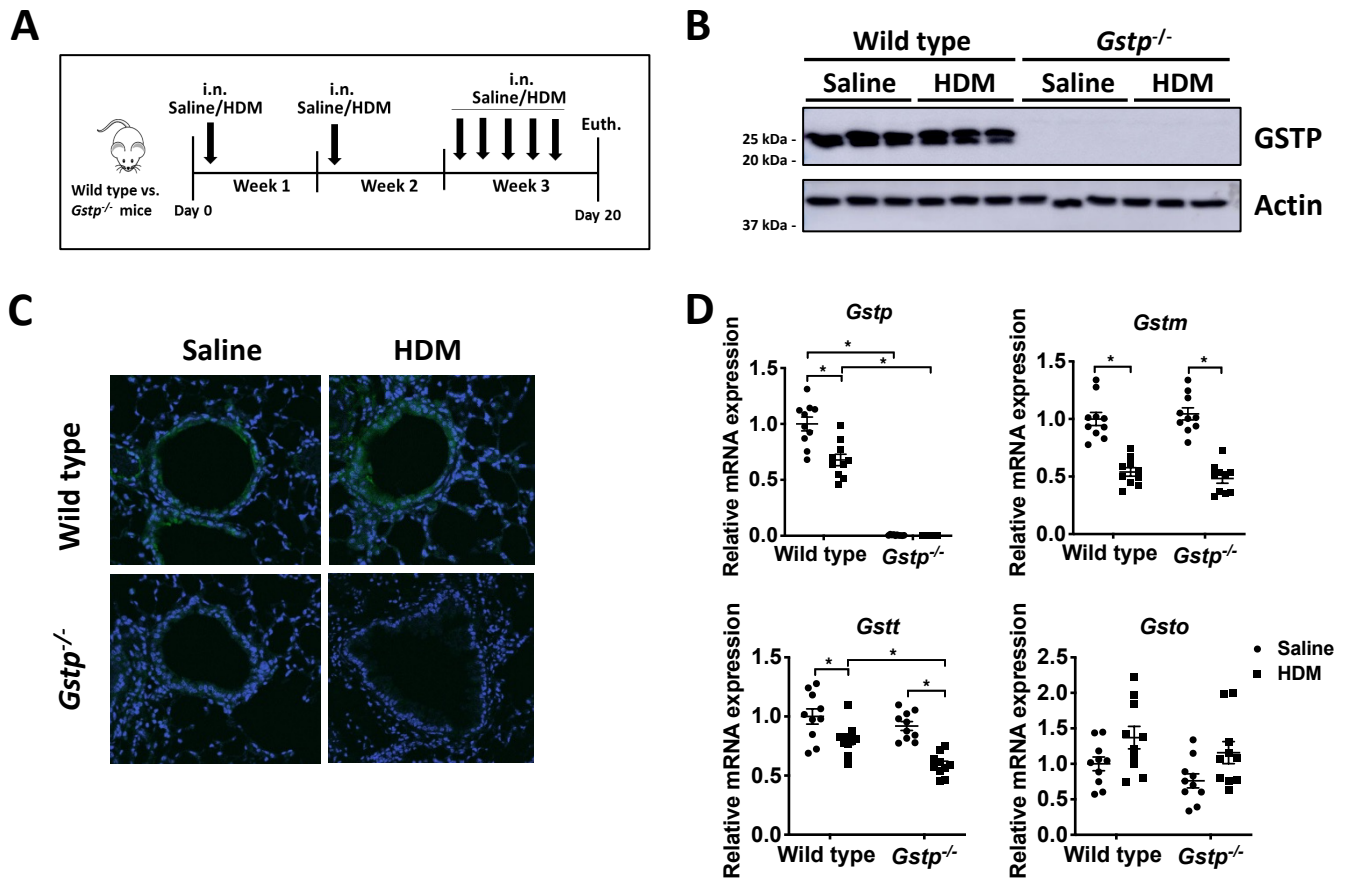 A
i.n.
Saline/HDM
i.n.
Saline/HDM
i.n.
Saline/HDM
Euth.
Wild type vs.
Gstp-/- mice
Week 1
Week 2
Week 3
Day 0
Day 20
B
Wild type
Gstp-/-
Saline
HDM
Saline
HDM
25 kDa -
20 kDa -
GSTP
37 kDa -
Actin
C
Saline
HDM
Wild type
Gstp-/-
D
Gstp
Relative mRNA expression
1.5
1.0
0.5
0.0
*
*
*
Wild type
Gstp-/-
Gstm
Relative mRNA expression
1.5
1.0
0.5
0.0
*
*
Wild type
Gstp-/-
Gstt
Relative mRNA expression
1.5
1.0
0.5
0.0
*
*
*
Wild type
Gstp-/-
Gsto
Relative mRNA expression
2.5
2.0
1.5
1.0
0.5
0.0
Wild type
Gstp-/-
Saline
HDM